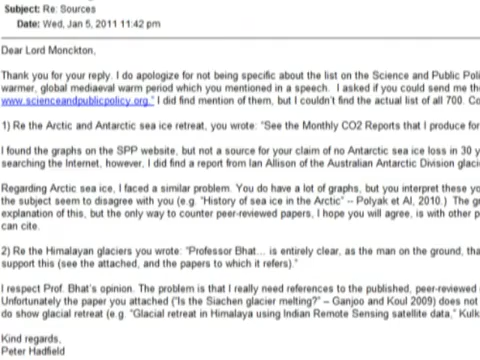 Subject: Re: Sources
Date: Wed, Jan 5, 2011 11:42 pm
Dear Lord Monckton,
Thank you for your reply. I do apologize for not being specific about the list on the Science and Public Poli
warmer, global mediaeval warm period which you mentioned in a speech. I asked if you could send me th
www.scienceandpublicpolicy.org." I did find mention of them, but I couldn't find the actual list of all 700. Co
1) Re the Arctic and Antarctic sea ice retreat, you wrote: "See the Monthly CO2 Reports that I produce for
I found the graphs on the SPP website, but not a source for your claim of no Antarctic sea ice loss in 30 y
searching the Internet, however, I did find a report from Ian Allison of the Australian Antarctic Division glaci
Regarding Arctic sea ice, I faced a similar problem. You do have a lot of graphs, but you interpret these yo
the subject seem to disagree with you (e.g. "History of sea ice in the Arctic" – Polyak et Al, 2010.) The gr
explanation of this, but the only way to counter peer-reviewed papers, I hope you will agree, is with other p
can cite.
2) Re the Himalayan glaciers you wrote: "Professor Bhat... is entirely clear, as the man on the ground, tha
support this (see the attached, and the papers to which it refers)."
I respect Prof. Bhat's opinion. The problem is that I really need references to the published, peer-reviewed
Unfortunately the paper you attached ("Is the Siachen glacier melting?" – Ganjoo and Koul 2009) does not
do show glacial retreat (e.g. "Glacial retreat in Himalaya using Indian Remote Sensing satellite data," Kulk
Kind regards,
Peter Hadfield